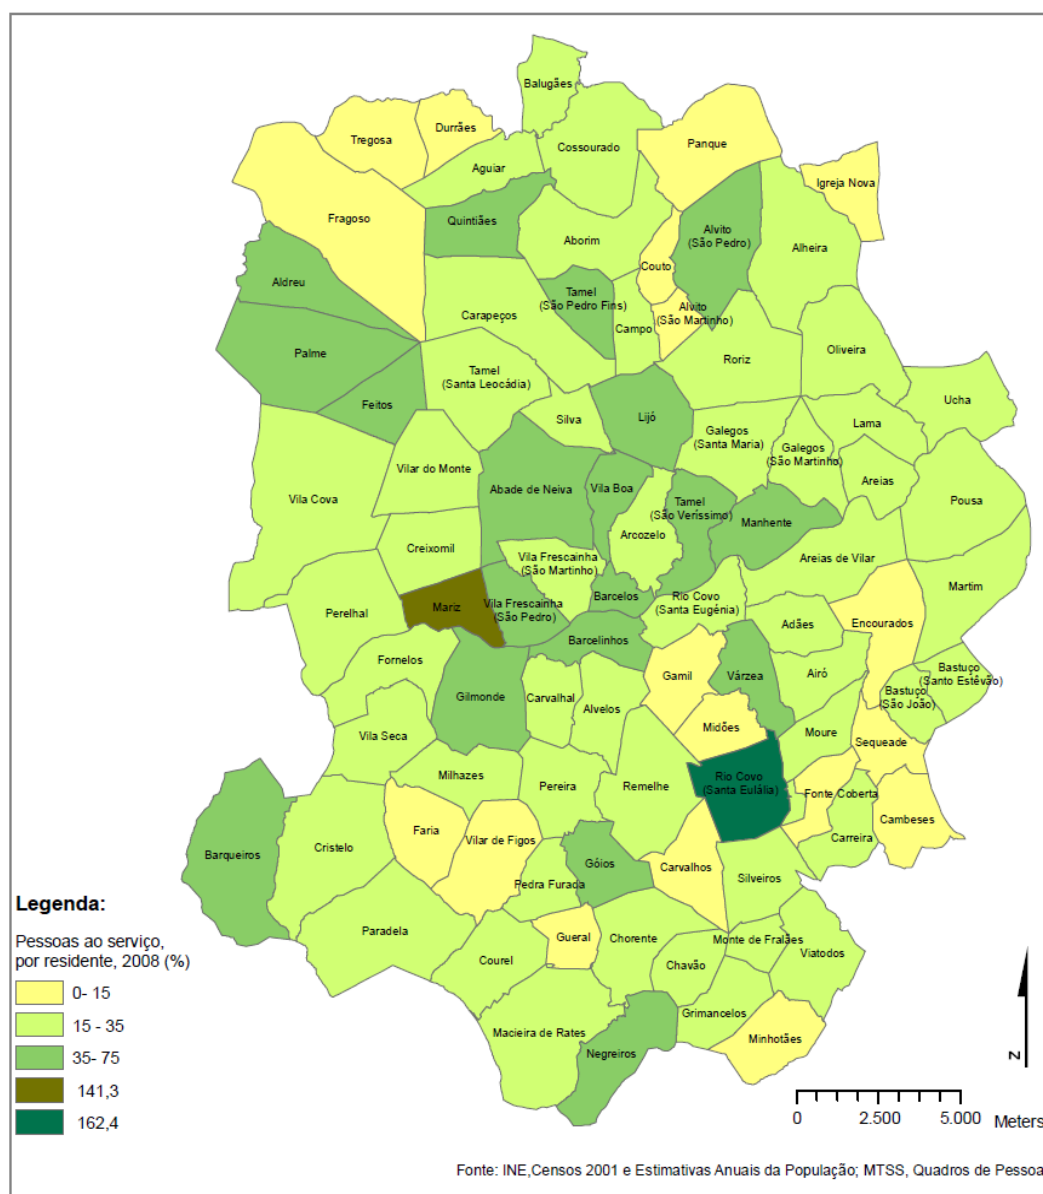 Balugães
Durrães
Tregosa
Panque
Cossourado
Aguiar
Igreja Nova
Fragoso
Quintiães
Alvito
(São Pedro)
Aborim
Alheira
Couto
Aldreu
Tamel
(São Pedro Fins)
Alvito
(São Martinho)
Carapeços
Campo
Palme
Oliveira
Roriz
Tamel
(Santa Leocádia)
Ucha
Feitos
Silva
Lijó
Lama
Galegos
(Santa Maria)
Galegos
(São Martinho)
Vilar do Monte
Areias
Abade de Neiva
Vila Boa
Vila Cova
Tamel
(São Veríssimo)
Pousa
Manhente
Arcozelo
Creixomil
Vila Frescainha
(São Martinho)
Areias de Vilar
Martim
Barcelos
Rio Covo
(Santa Eugénia)
Mariz
Vila Frescainha
(São Pedro)
Perelhal
Adães
Encourados
Barcelinhos
Fornelos
Bastuço
(Santo Estêvão)
Gamil
Várzea
Airó
Gilmonde
Carvalhal
Alvelos
Bastuço
(São João)
Midões
Moure
Vila Seca
Sequeade
Milhazes
Pereira
Remelhe
Rio Covo
(Santa Eulália)
Fonte Coberta
Cambeses
Faria
Vilar de Figos
Carreira
Barqueiros
Cristelo
Góios
Carvalhos
Pedra Furada
Silveiros
Paradela
Gueral
Chorente
Monte de Fralães
Courel
Chavão
Viatodos
Grimancelos
Macieira de Rates
Minhotães
Negreiros
Legenda:
Pessoas ao serviço,
por residente, 2008 (%)
0- 15
15 - 35
35- 75
141,3
162,4
N
0 2.500 5.000 Meters
Fonte: INE,Censos 2001 e Estimativas Anuais da População; MTSS, Quadros de Pessoa